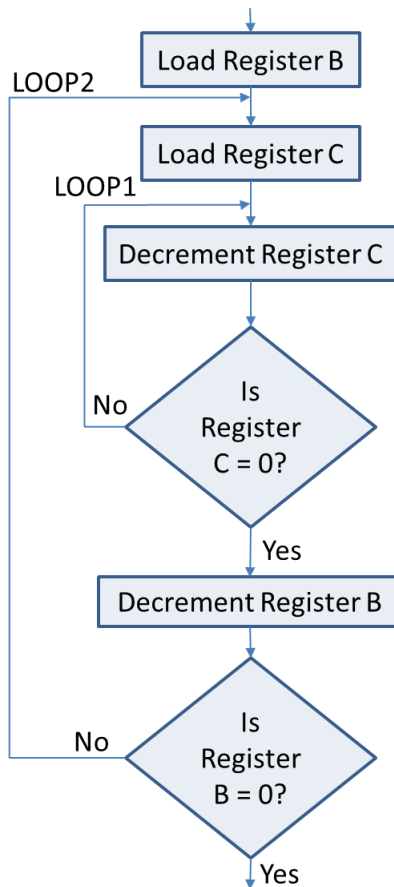 Load Register B
LOOP2
Load Register C
LOOP1
Decrement Register C
Is
Register
C = 0?
No
Yes
Decrement Register B
Is
Register
B = 0?
No
Yes